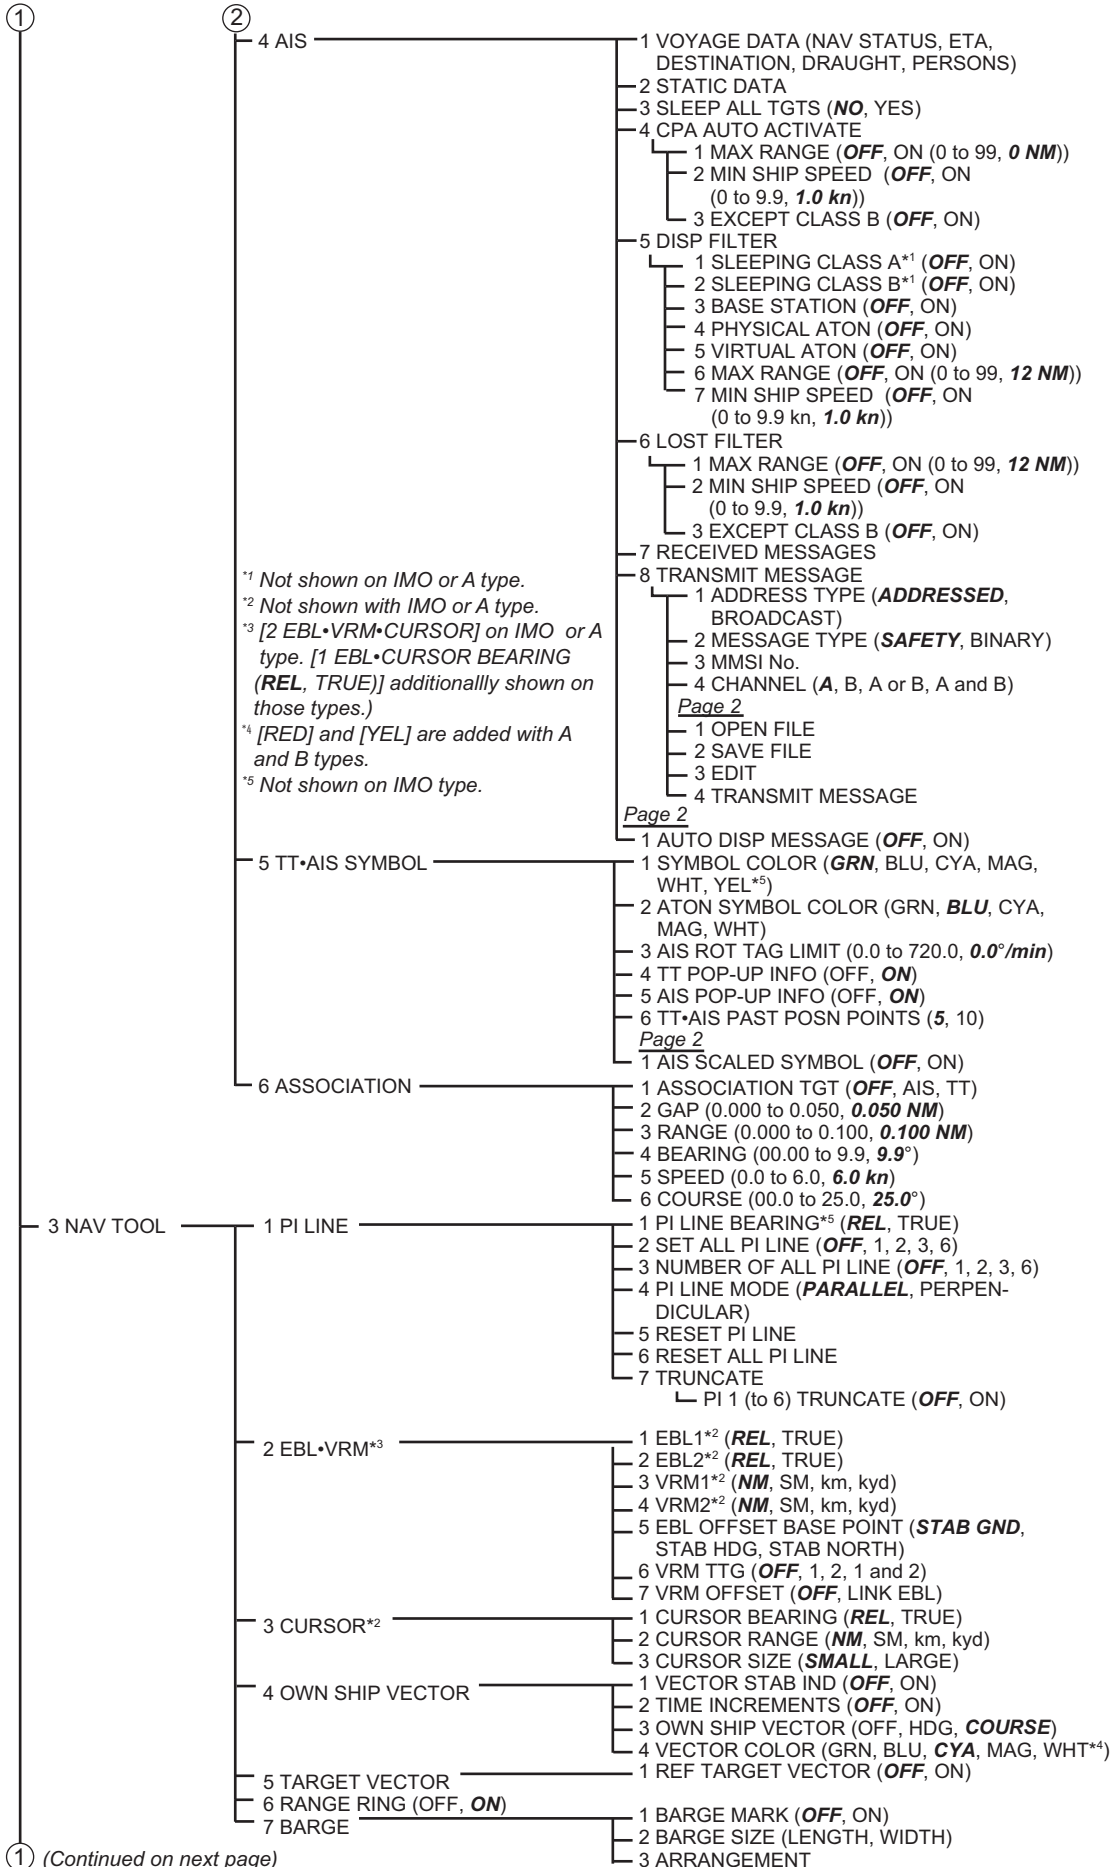 1
2
4 AIS
1 VOYAGE DATA (NAV STATUS, ETA,
DESTINATION, DRAUGHT, PERSONS)
2 STATIC DATA
3 SLEEP ALL TGTS (NO, YES)
4 CPA AUTO ACTIVATE
1 MAX RANGE (OFF, ON (0 to 99, 0 NM))
2 MIN SHIP SPEED (OFF, ON
(0 to 9.9, 1.0 kn))
3 EXCEPT CLASS B (OFF, ON)
5 DISP FILTER
1 SLEEPING CLASS A*1 (OFF, ON)
2 SLEEPING CLASS B*1 (OFF, ON)
3 BASE STATION (OFF, ON)
4 PHYSICAL ATON (OFF, ON)
5 VIRTUAL ATON (OFF, ON)
6 MAX RANGE (OFF, ON (0 to 99, 12 NM))
7 MIN SHIP SPEED (OFF, ON
(0 to 9.9 kn, 1.0 kn))
6 LOST FILTER
1 MAX RANGE (OFF, ON (0 to 99, 12 NM))
2 MIN SHIP SPEED (OFF, ON
(0 to 9.9, 1.0 kn))
3 EXCEPT CLASS B (OFF, ON)
7 RECEIVED MESSAGES
8 TRANSMIT MESSAGE
1 ADDRESS TYPE (ADDRESSED,
BROADCAST)
2 MESSAGE TYPE (SAFETY, BINARY)
3 MMSI No.
4 CHANNEL (A, B, A or B, A and B)
Page 2
1 OPEN FILE
2 SAVE FILE
3 EDIT
4 TRANSMIT MESSAGE
Page 2
1 AUTO DISP MESSAGE (OFF, ON)
*1 Not shown on IMO or A type.
*2 Not shown with IMO or A type.
*3 [2 EBL•VRM•CURSOR] on IMO or A
type. [1 EBL•CURSOR BEARING
(REL, TRUE)] additionallly shown on
those types.)
*4 [RED] and [YEL] are added with A
and B types.
*5 Not shown on IMO type.
5 TT•AIS SYMBOL
1 SYMBOL COLOR (GRN, BLU, CYA, MAG,
WHT, YEL*5)
2 ATON SYMBOL COLOR (GRN, BLU, CYA,
MAG, WHT)
3 AIS ROT TAG LIMIT (0.0 to 720.0, 0.0°/min)
4 TT POP-UP INFO (OFF, ON)
5 AIS POP-UP INFO (OFF, ON)
6 TT•AIS PAST POSN POINTS (5, 10)
Page 2
1 AIS SCALED SYMBOL (OFF, ON)
6 ASSOCIATION
1 ASSOCIATION TGT (OFF, AIS, TT)
2 GAP (0.000 to 0.050, 0.050 NM)
3 RANGE (0.000 to 0.100, 0.100 NM)
4 BEARING (00.00 to 9.9, 9.9°)
5 SPEED (0.0 to 6.0, 6.0 kn)
6 COURSE (00.0 to 25.0, 25.0°)
3 NAV TOOL
1 PI LINE
1 PI LINE BEARING*5 (REL, TRUE)
2 SET ALL PI LINE (OFF, 1, 2, 3, 6)
3 NUMBER OF ALL PI LINE (OFF, 1, 2, 3, 6)
4 PI LINE MODE (PARALLEL, PERPEN-
DICULAR)
5 RESET PI LINE
6 RESET ALL PI LINE
7 TRUNCATE
PI 1 (to 6) TRUNCATE (OFF, ON)
2 EBL•VRM*3
1 EBL1*2 (REL, TRUE)
2 EBL2*2 (REL, TRUE)
3 VRM1*2 (NM, SM, km, kyd)
4 VRM2*2 (NM, SM, km, kyd)
5 EBL OFFSET BASE POINT (STAB GND,
STAB HDG, STAB NORTH)
6 VRM TTG (OFF, 1, 2, 1 and 2)
7 VRM OFFSET (OFF, LINK EBL)
3 CURSOR*2
1 CURSOR BEARING (REL, TRUE)
2 CURSOR RANGE (NM, SM, km, kyd)
3 CURSOR SIZE (SMALL, LARGE)
4 OWN SHIP VECTOR
1 VECTOR STAB IND (OFF, ON)
2 TIME INCREMENTS (OFF, ON)
3 OWN SHIP VECTOR (OFF, HDG, COURSE)
4 VECTOR COLOR (GRN, BLU, CYA, MAG, WHT*4)
5 TARGET VECTOR
1 REF TARGET VECTOR (OFF, ON)
6 RANGE RING (OFF, ON)
7 BARGE
1 BARGE MARK (OFF, ON)
2 BARGE SIZE (LENGTH, WIDTH)
3 ARRANGEMENT
1 (Continued on next page)